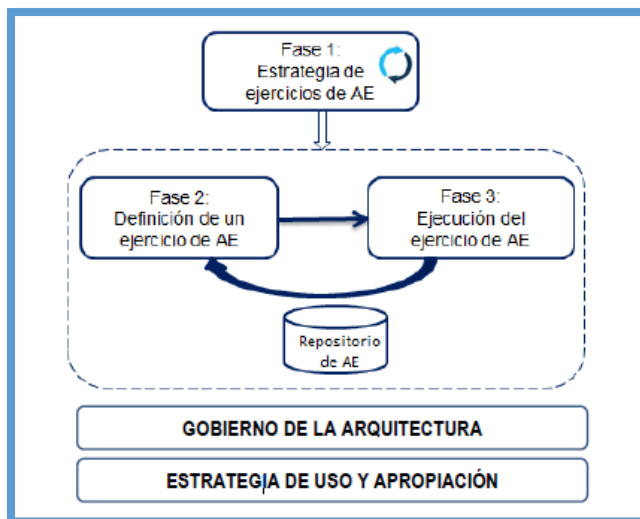 Fase 1:
Estrategia de
ejercicios de AE
Fase 2:
Definición de un
ejercicio de AE
Fase 3:
Ejecución del
ejercicio de AE
Repositorio
de AE
GOBIERNO DE LA ARQUITECTURA
ESTRATEGIA DE USO Y APROPIACIÓN